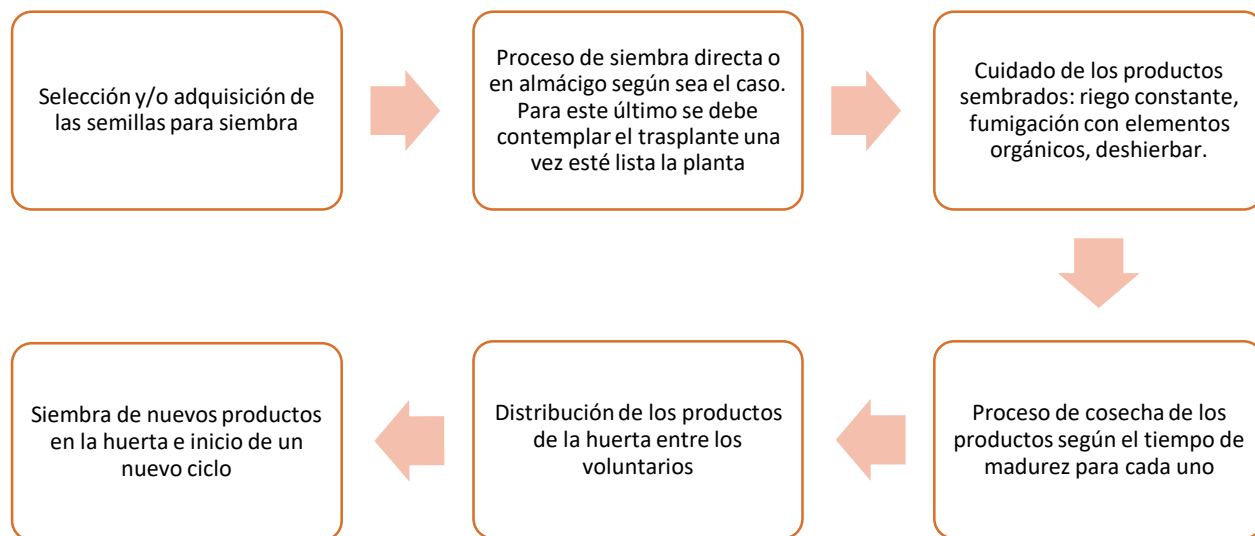 Selección y/o adquisición de
las semillas para siembra
Proceso de siembra directa o
en almácigo según sea el caso.
Para este último se debe
contemplar el trasplante una
vez esté lista la planta
Cuidado de los productos
sembrados: riego constante,
fumigación con elementos
orgánicos, deshierbar.
Proceso de cosecha de los
productos según el tiempo de
madurez para cada uno
Distribución de los productos
de la huerta entre los
voluntarios
Siembra de nuevos productos
en la huerta e inicio de un
nuevo ciclo